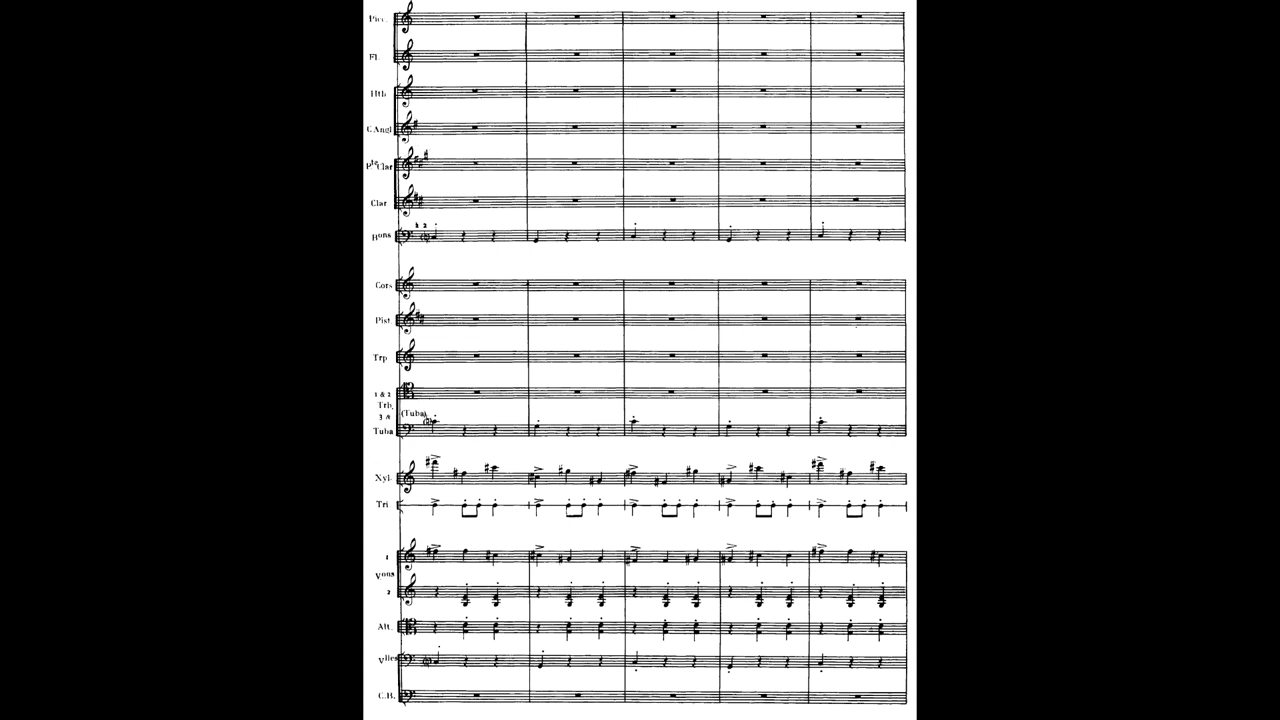 Picc.
Fl.
Htb
C.Angl
Pte Clar
Clar
à 2
Bons
Cors
Pist.
Trp
1 & 2
Trb.
3 &
(Tuba)
Tuba
Xyl.
Tri
1
Vons
2
Alt.
Vlles
C.B.